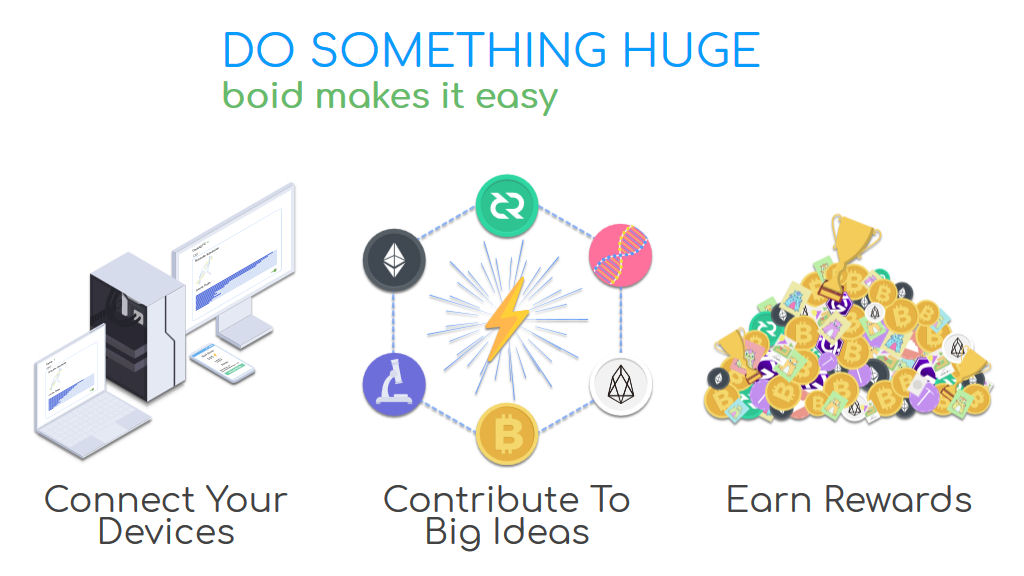 DO SOMETHING HUGE
boid makes it easy
Connect Your
Devices
Contribute To
Big Ideas
Earn Rewards